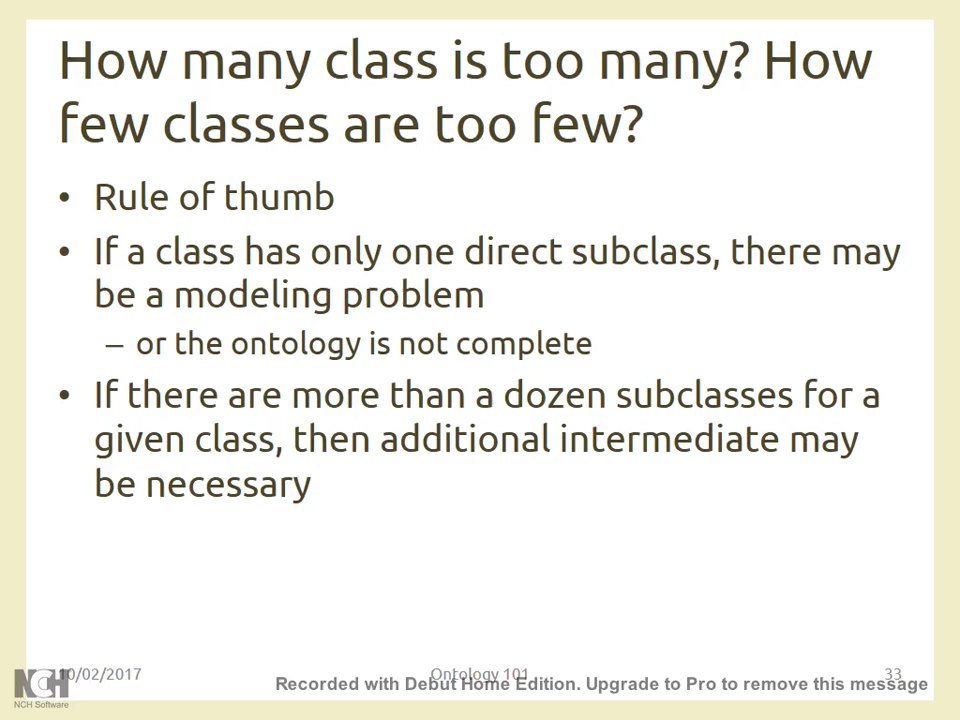 How many class is too many? How
few classes are too few?
• Rule of thumb
• If a class has only one direct subclass, there may
be a modeling problem
– or the ontology is not complete
• If there are more than a dozen subclasses for a
given class, then additional intermediate may
be necessary
10/02/2017
Ontology 101
33
NCH
NCH Software
Recorded with Debut Home Edition. Upgrade to Pro to remove this message